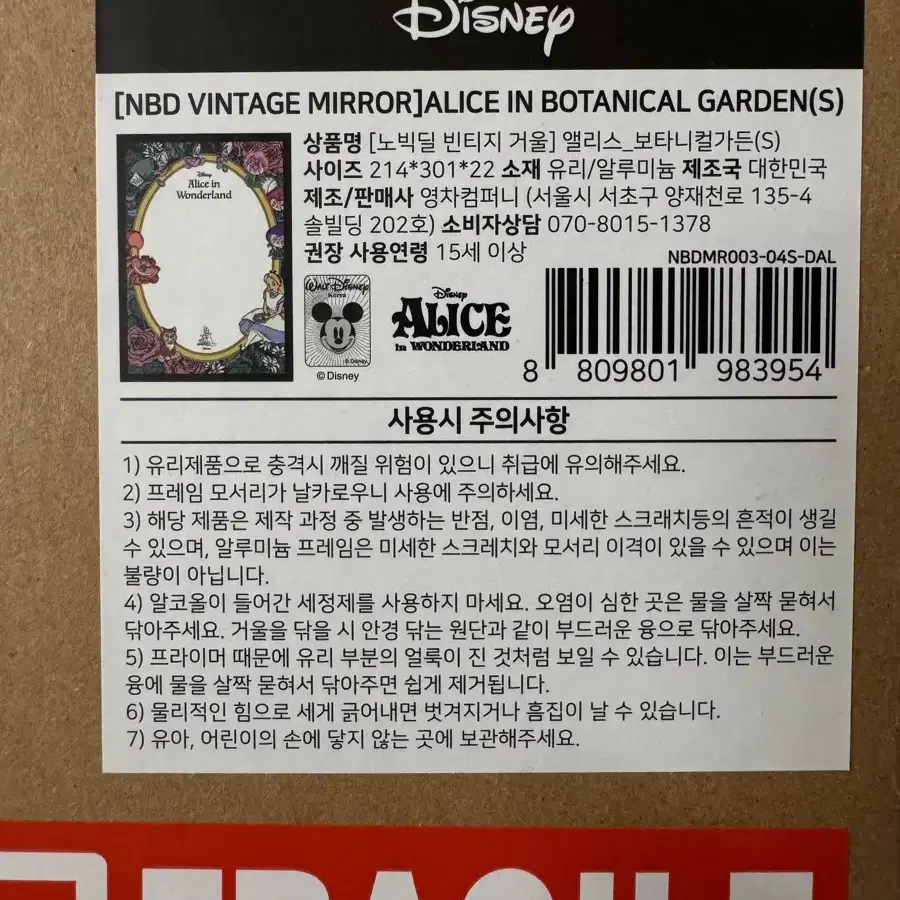 Disney
[NBD VINTAGE MIRROR]ALICE IN BOTANICAL GARDEN(S)
상품명 [노빅딜 빈티지 거울] 앨리스_보타니컬가든(S)
사이즈 214*301*22 소재 유리/알루미늄 제조국 대한민국
제조/판매사 영차컴퍼니 (서울시 서초구 양재천로 135-4
솔빌딩 202호) 소비자상담 070-8015-1378
권장 사용연령 15세 이상
NBDMR003-04S-DAL
Disney
Alice in
Wonderland
WALT DISNEY
Korea
© Disney
Disney
ALICE
in WONDERLAND
8 809801 983954
사용시 주의사항
1) 유리제품으로 충격시 깨질 위험이 있으니 취급에 유의해주세요.
2) 프레임 모서리가 날카로우니 사용에 주의하세요.
3) 해당 제품은 제작 과정 중 발생하는 반점, 이염, 미세한 스크래치등의 흔적이 생길
수 있으며, 알루미늄 프레임은 미세한 스크레치와 모서리 이격이 있을 수 있으며 이는
불량이 아닙니다.
4) 알코올이 들어간 세정제를 사용하지 마세요. 오염이 심한 곳은 물을 살짝 묻혀서
닦아주세요. 거울을 닦을 시 안경 닦는 원단과 같이 부드러운 융으로 닦아주세요.
5) 프라이머 때문에 유리 부분의 얼룩이 진 것처럼 보일 수 있습니다. 이는 부드러운
융에 물을 살짝 묻혀서 닦아주면 쉽게 제거됩니다.
6) 물리적인 힘으로 세게 긁어내면 벗겨지거나 흠집이 날 수 있습니다.
7) 유아, 어린이의 손에 닿지 않는 곳에 보관해주세요.
FRAGILE